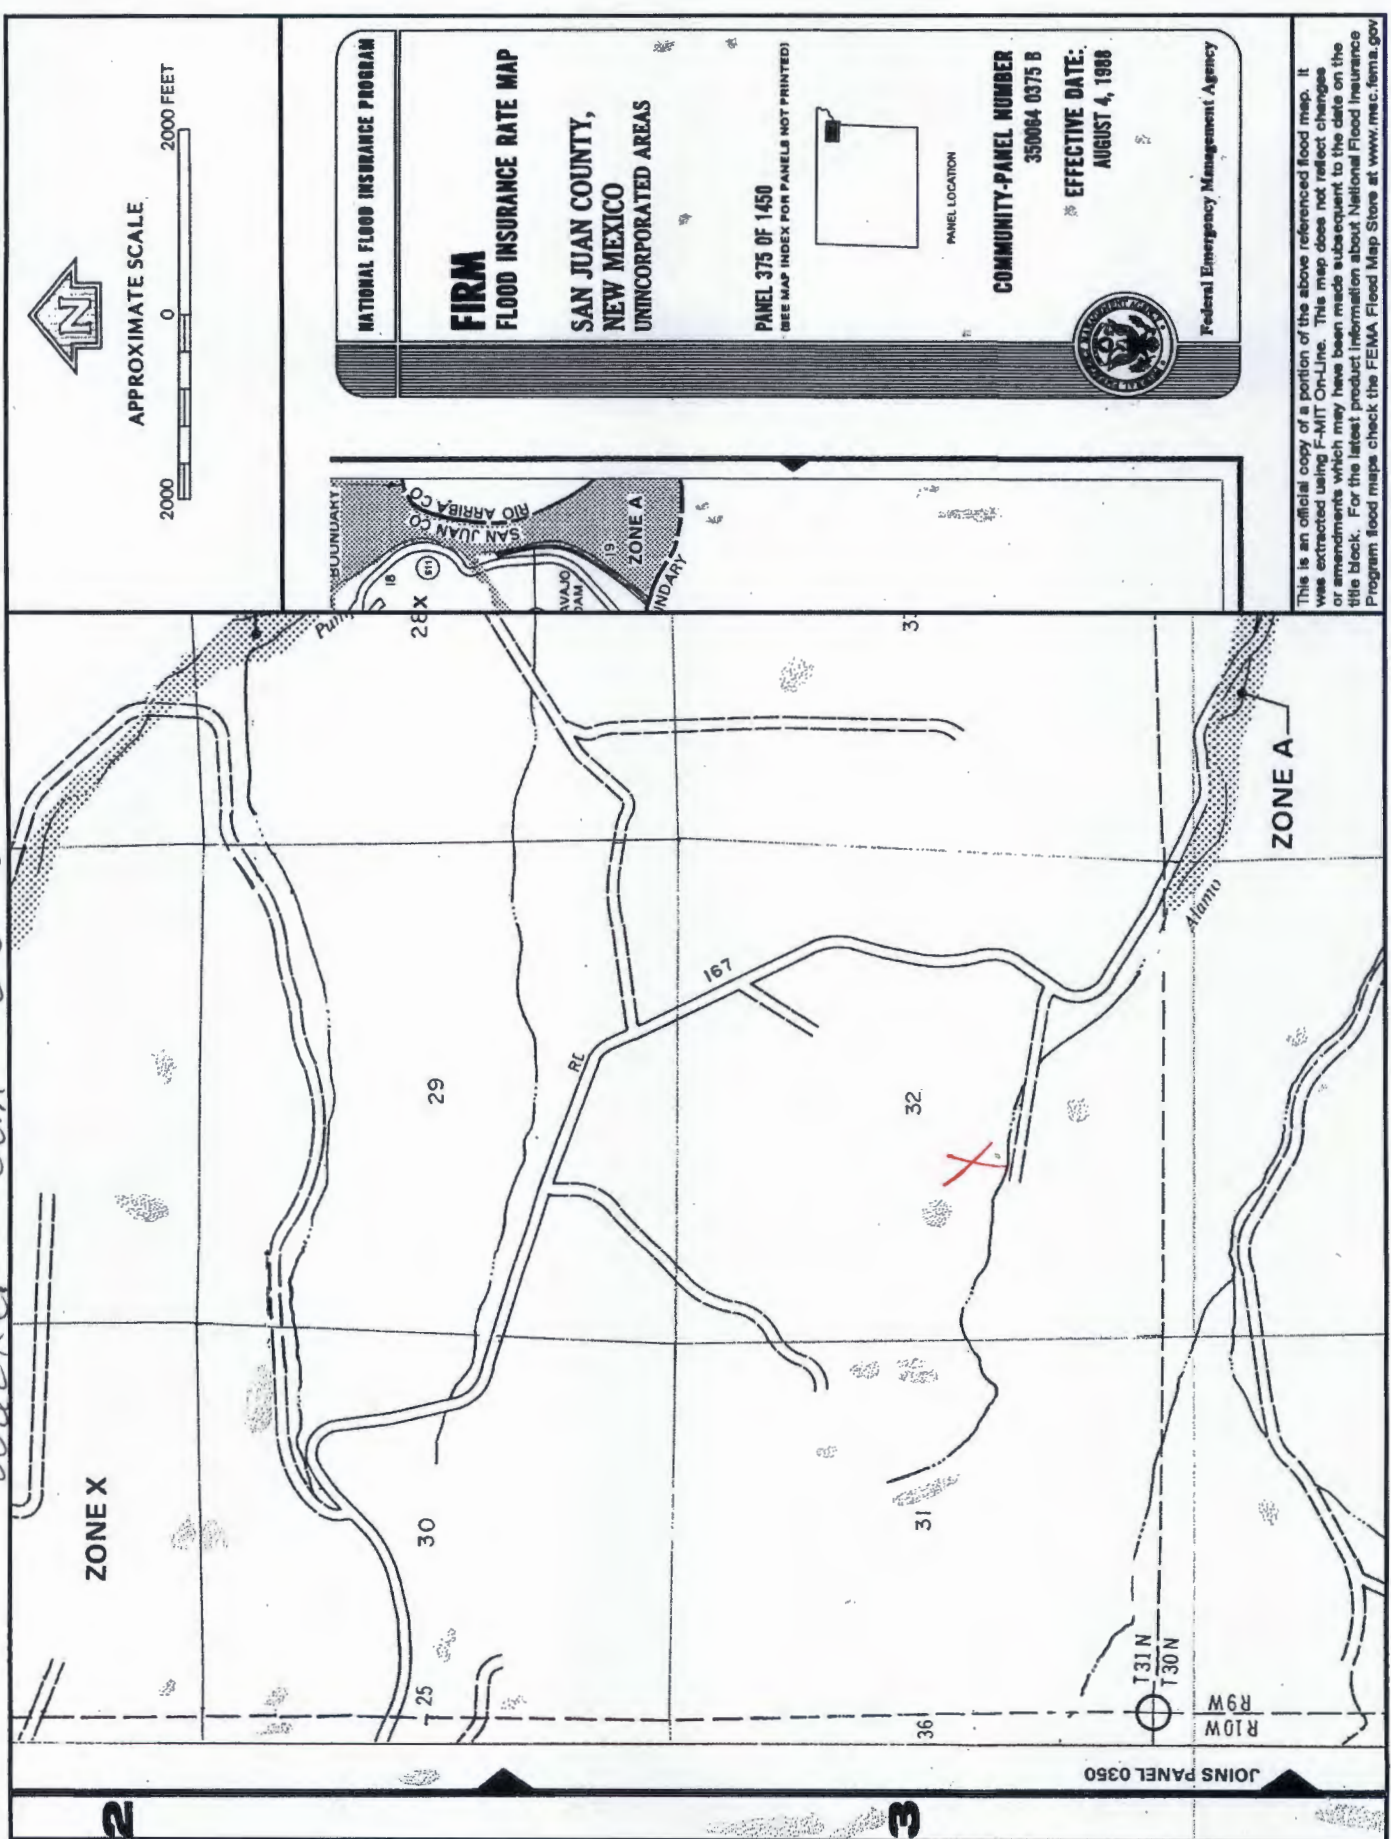 APPROXIMATE SCALE
2000 0 2000 FEET
N
NATIONAL FLOOD INSURANCE PROGRAM
FIRM
FLOOD INSURANCE RATE MAP
SAN JUAN COUNTY,
NEW MEXICO
UNINCORPORATED AREAS
PANEL 375 OF 1450
(SEE MAP INDEX FOR PANELS NOT PRINTED)
PANEL LOCATION
COMMUNITY-PANEL NUMBER
350064 0375 B
EFFECTIVE DATE:
AUGUST 4, 1988
Federal Emergency Management Agency
This is an official copy of a portion of the above referenced flood map. It
was extracted using F-MIT On-Line. This map does not reflect changes
or amendments which may have been made subsequent to the date on the
title block. For the latest product information about National Flood Insurance
Program flood maps check the FEMA Flood Map Store at www.msc.fema.gov
BOUNDARY
18
511
SAN JUAN CO
RIO ARRIBA CO
19
ZONE A
AVAJO
DAM
NDARY
ZONE X
28 X
29
30
25
167
32
31
36
Alamo
ZONE A
T31N
T30N
R9W
R10W
JOINS PANEL 0350
2
3